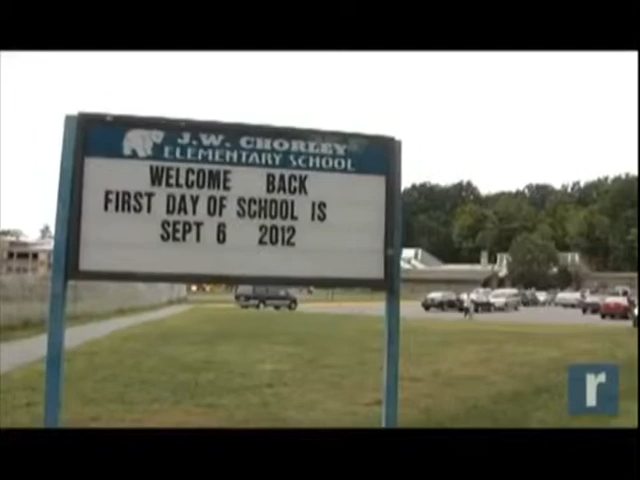 J.W. CHORLEY
ELEMENTARY SCHOOL
WELCOME BACK
FIRST DAY OF SCHOOL IS
SEPT 6 2012
r